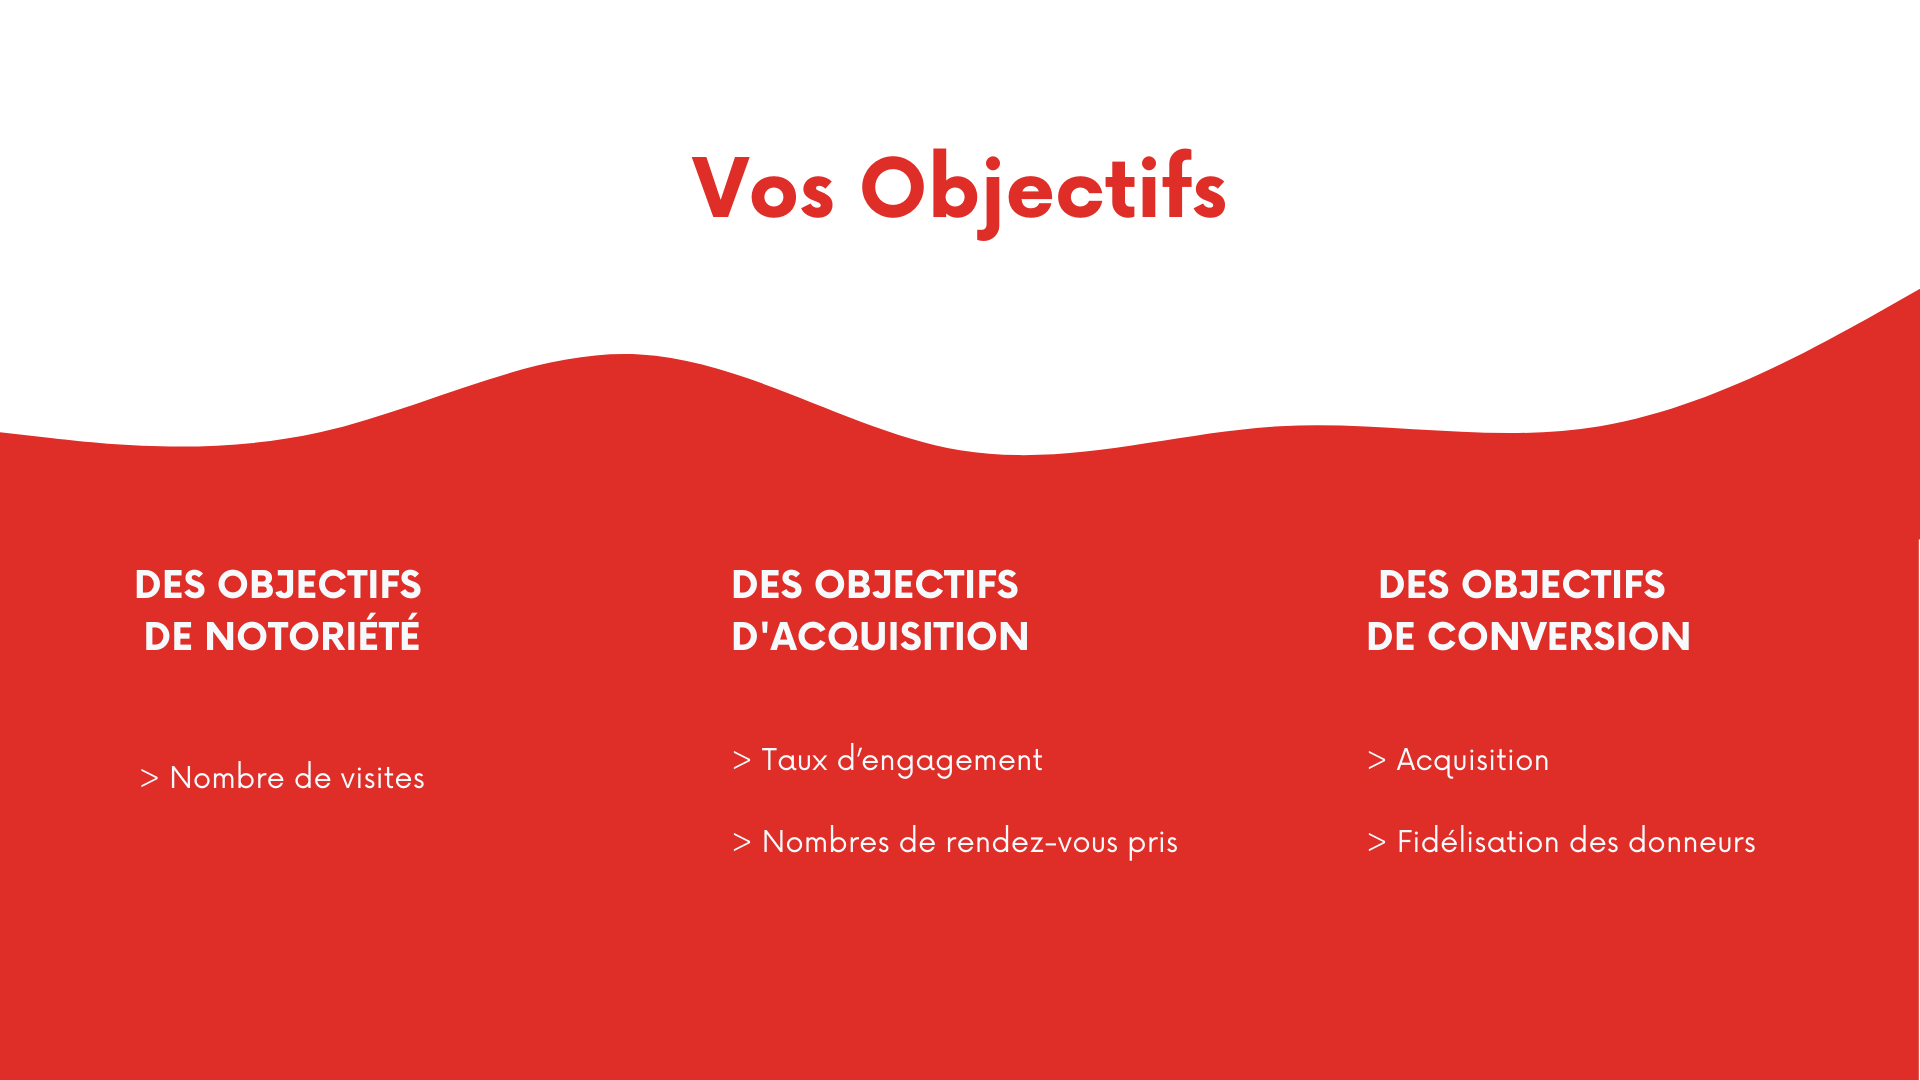 Vos Objectifs
DES OBJECTIFS
DE NOTORIÉTÉ
> Nombre de visites
DES OBJECTIFS
D'ACQUISITION
> Taux d’engagement
> Nombres de rendez-vous pris
DES OBJECTIFS
DE CONVERSION
> Acquisition
> Fidélisation des donneurs